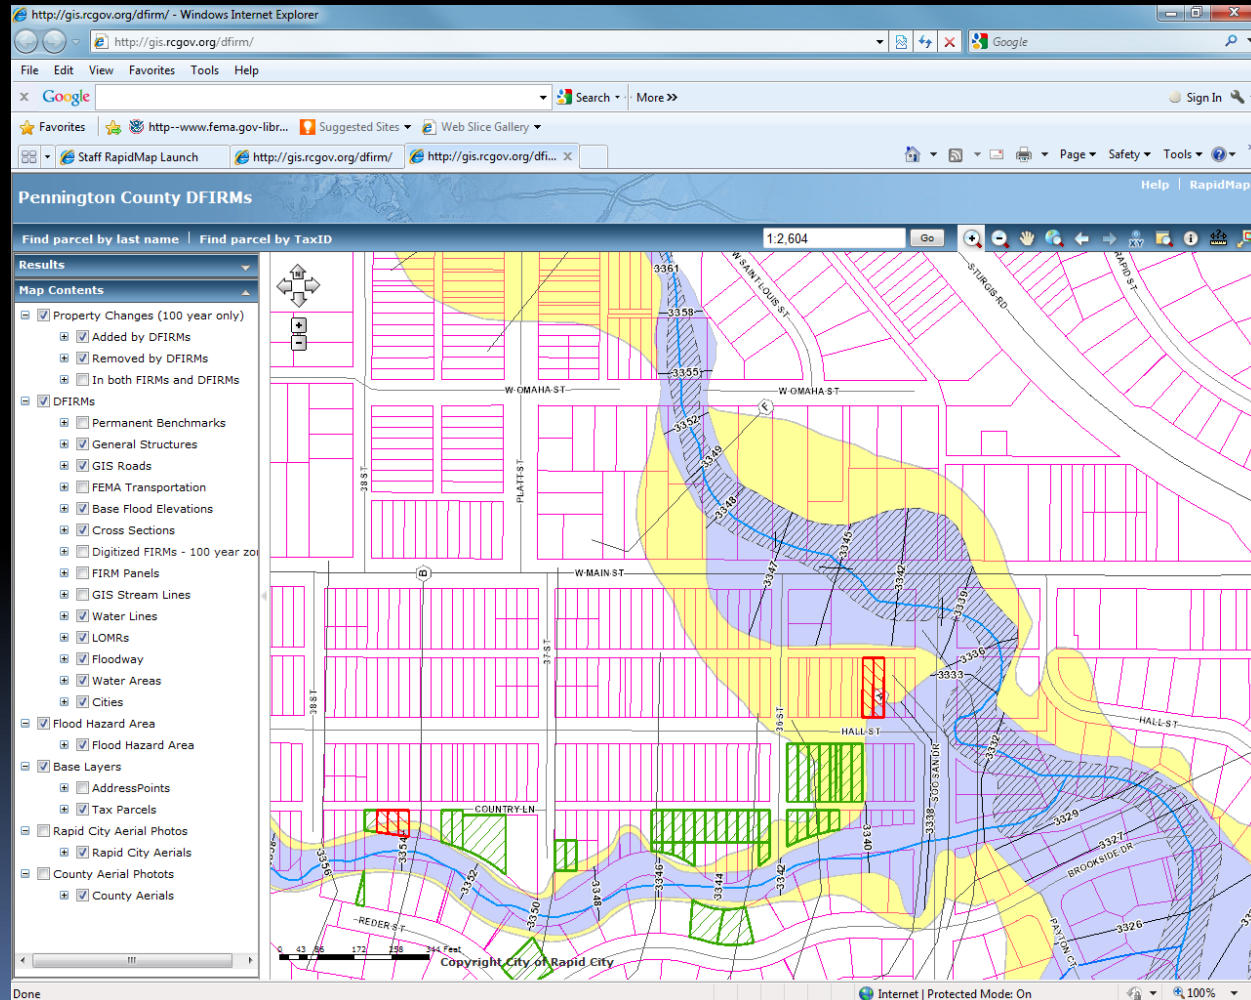 http://gis.rcgov.org/dfirm/ - Windows Internet Explorer
http://gis.rcgov.org/dfirm/
Google
File Edit View Favorites Tools Help
x Google Search More >> Sign In
Favorites http--www.fema.gov-libr... Suggested Sites Web Slice Gallery
Staff RapidMap Launch http://gis.rcgov.org/dfirm/ http://gis.rcgov.org/dfi... x Page Safety Tools
Help | RapidMap
Pennington County DFIRMs
Find parcel by last name | Find parcel by TaxID 1:2,604 Go
Results
Map Contents
Property Changes (100 year only)
Added by DFIRMs
Removed by DFIRMs
In both FIRMs and DFIRMs
DFIRMs
Permanent Benchmarks
General Structures
GIS Roads
FEMA Transportation
Base Flood Elevations
Cross Sections
Digitized FIRMs - 100 year zo
FIRM Panels
GIS Stream Lines
Water Lines
LOMRs
Floodway
Water Areas
Cities
Flood Hazard Area
Flood Hazard Area
Base Layers
AddressPoints
Tax Parcels
Rapid City Aerial Photos
Rapid City Aerials
County Aerial Photots
County Aerials
N
3361
W SAINT LOUIS ST
STURGIS RD
RAPID ST
3358
3355
W OMAHA ST
W OMAHA ST
F
3352
3349
38 ST
PLATT ST
3348
3345
3347
3342
3339
B
W MAIN ST
37 ST
3336
3333
38 ST
36 ST
HALL ST
HALL ST
3332
SOO SAN DR
COUNTRY LN
3329
3327
BROOKSIDE DR
3338
3340
3356
3354
3352
3350
3348
3346
3344
3342
3326
PAYTON CT
REDER ST
0 43 86 172 258 344 Feet
Copyright City of Rapid City
Done Internet | Protected Mode: On 100%